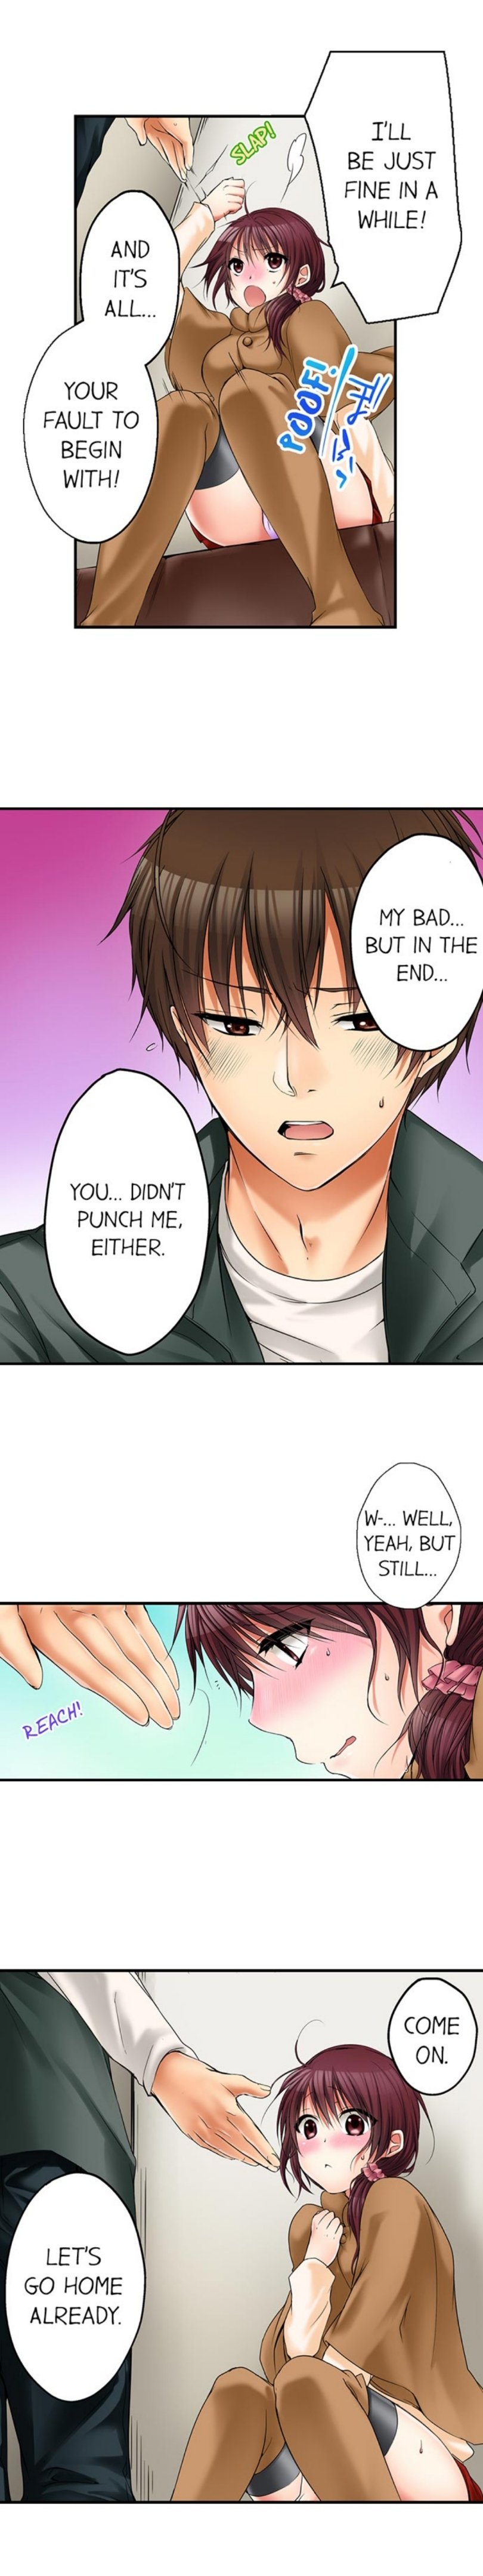 I'LL
BE JUST
FINE IN A
WHILE!
SLAP!
AND
IT'S
ALL...
YOUR
FAULT TO
BEGIN
WITH!
POOF!
MY BAD...
BUT IN THE
END...
YOU... DIDN'T
PUNCH ME,
EITHER.
W-... WELL,
YEAH, BUT
STILL...
REACH!
COME
ON.
LET'S
GO HOME
ALREADY.